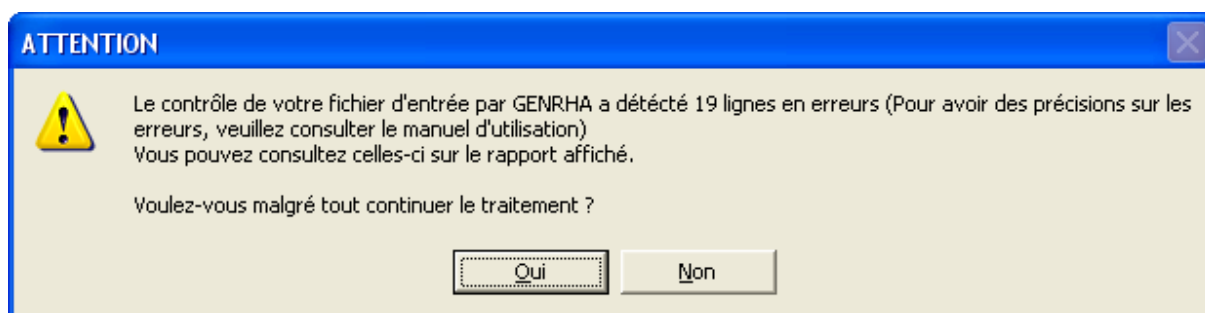 ATTENTION
Le contrôle de votre fichier d'entrée par GENRHA a détécté 19 lignes en erreurs (Pour avoir des précisions sur les
erreurs, veuillez consulter le manuel d'utilisation)
Vous pouvez consultez celles-ci sur le rapport affiché.
Voulez-vous malgré tout continuer le traitement ?
Oui
Non